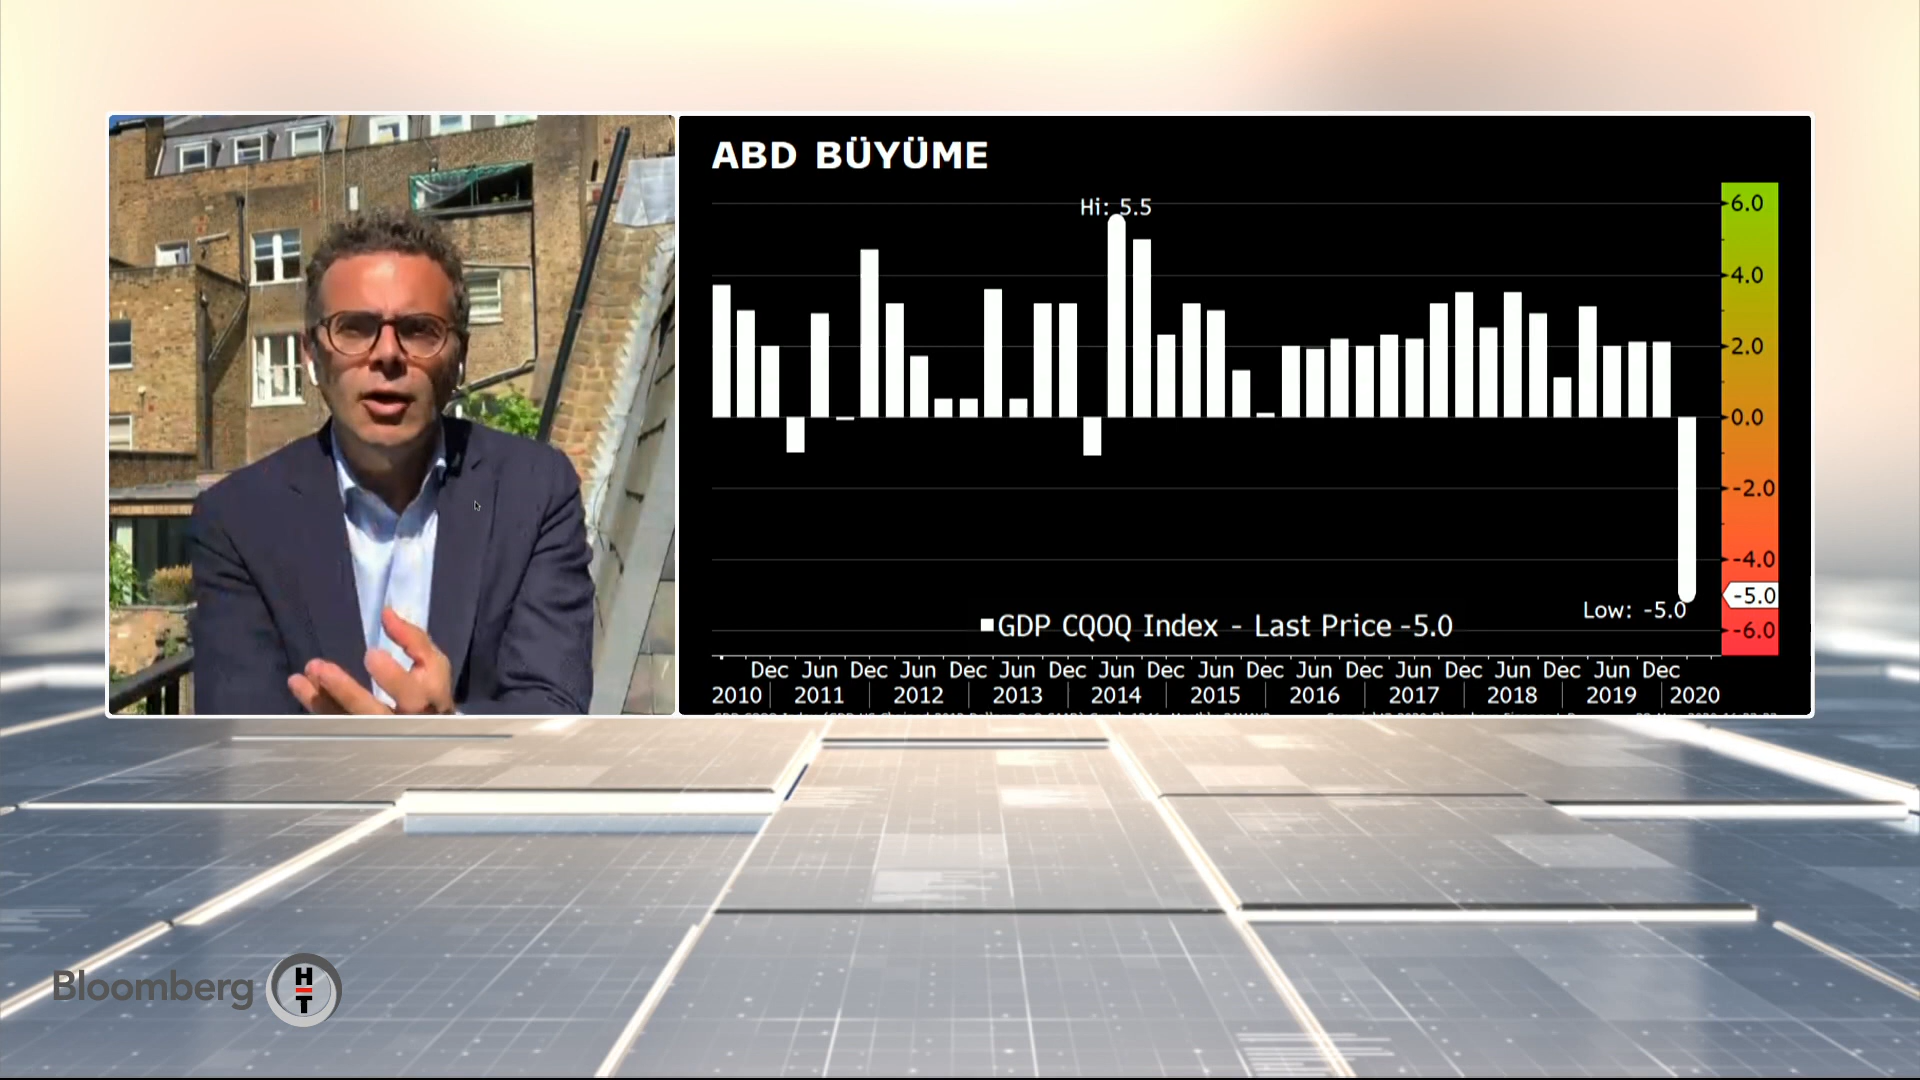 ABD BÜYÜME
Hi: 5.5
6.0
4.0
2.0
0.0
-2.0
-4.0
-5.0
-6.0
Low: -5.0
GDP CQOQ Index - Last Price -5.0
Dec Jun Dec Jun Dec Jun Dec Jun Dec Jun Dec Jun Dec Jun Dec Jun Dec Jun Dec
2010 2011 2012 2013 2014 2015 2016 2017 2018 2019 2020
Bloomberg HT